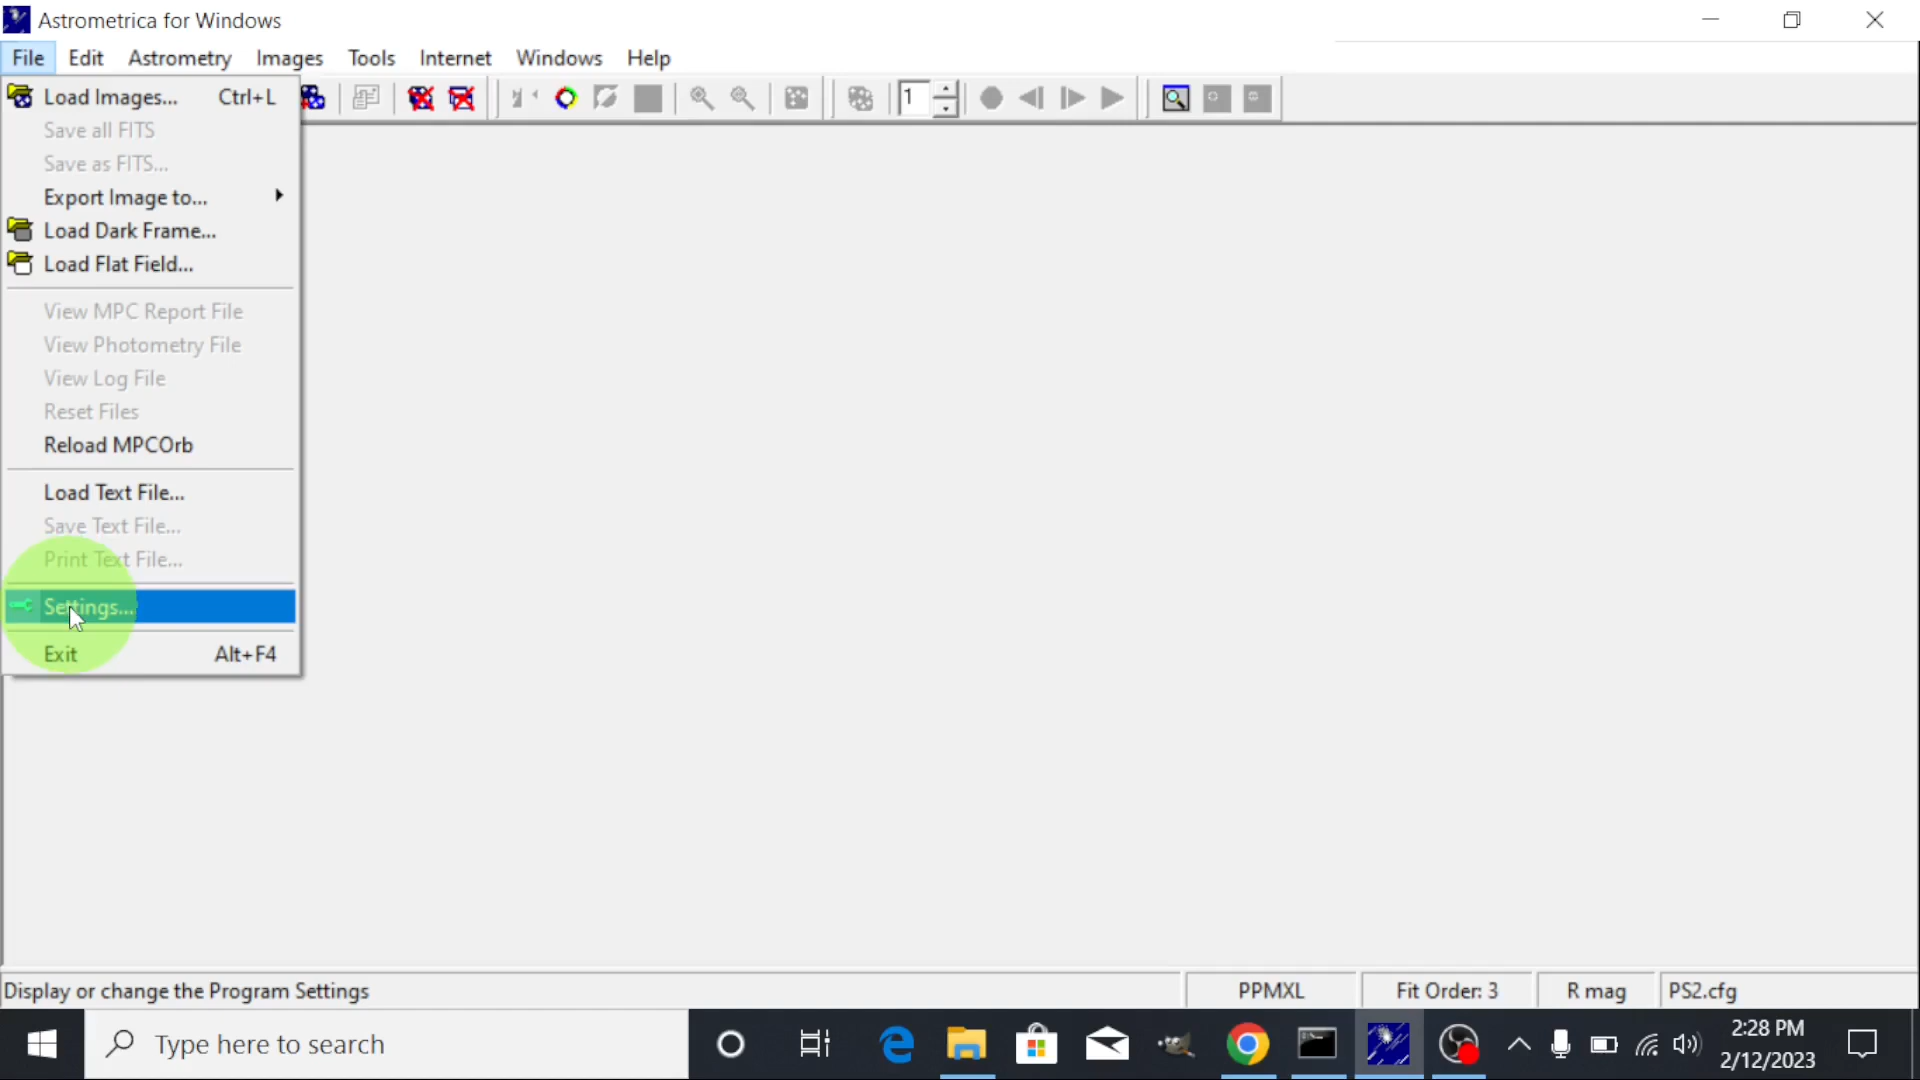 Astrometrica for Windows
File Edit Astrometry Images Tools Internet Windows Help
Load Images... Ctrl+L
1
Save all FITS
Save as FITS...
Export Image to...
Load Dark Frame...
Load Flat Field...
View MPC Report File
View Photometry File
View Log File
Reset Files
Reload MPCOrb
Load Text File...
Save Text File...
Print Text File...
Settings...
Exit Alt+F4
Display or change the Program Settings PPMXL Fit Order: 3 R mag PS2.cfg
Type here to search
2:28 PM
2/12/2023